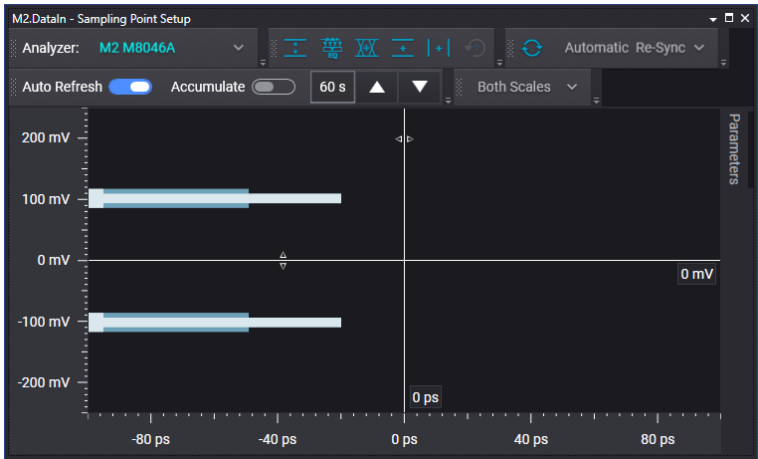 M2.DataIn - Sampling Point Setup
Analyzer: M2 M8046A
Automatic Re-Sync
Auto Refresh Accumulate 60 s Both Scales
Parameters
200 mV
100 mV
0 mV
0 mV
-100 mV
-200 mV
0 ps
-80 ps -40 ps 0 ps 40 ps 80 ps